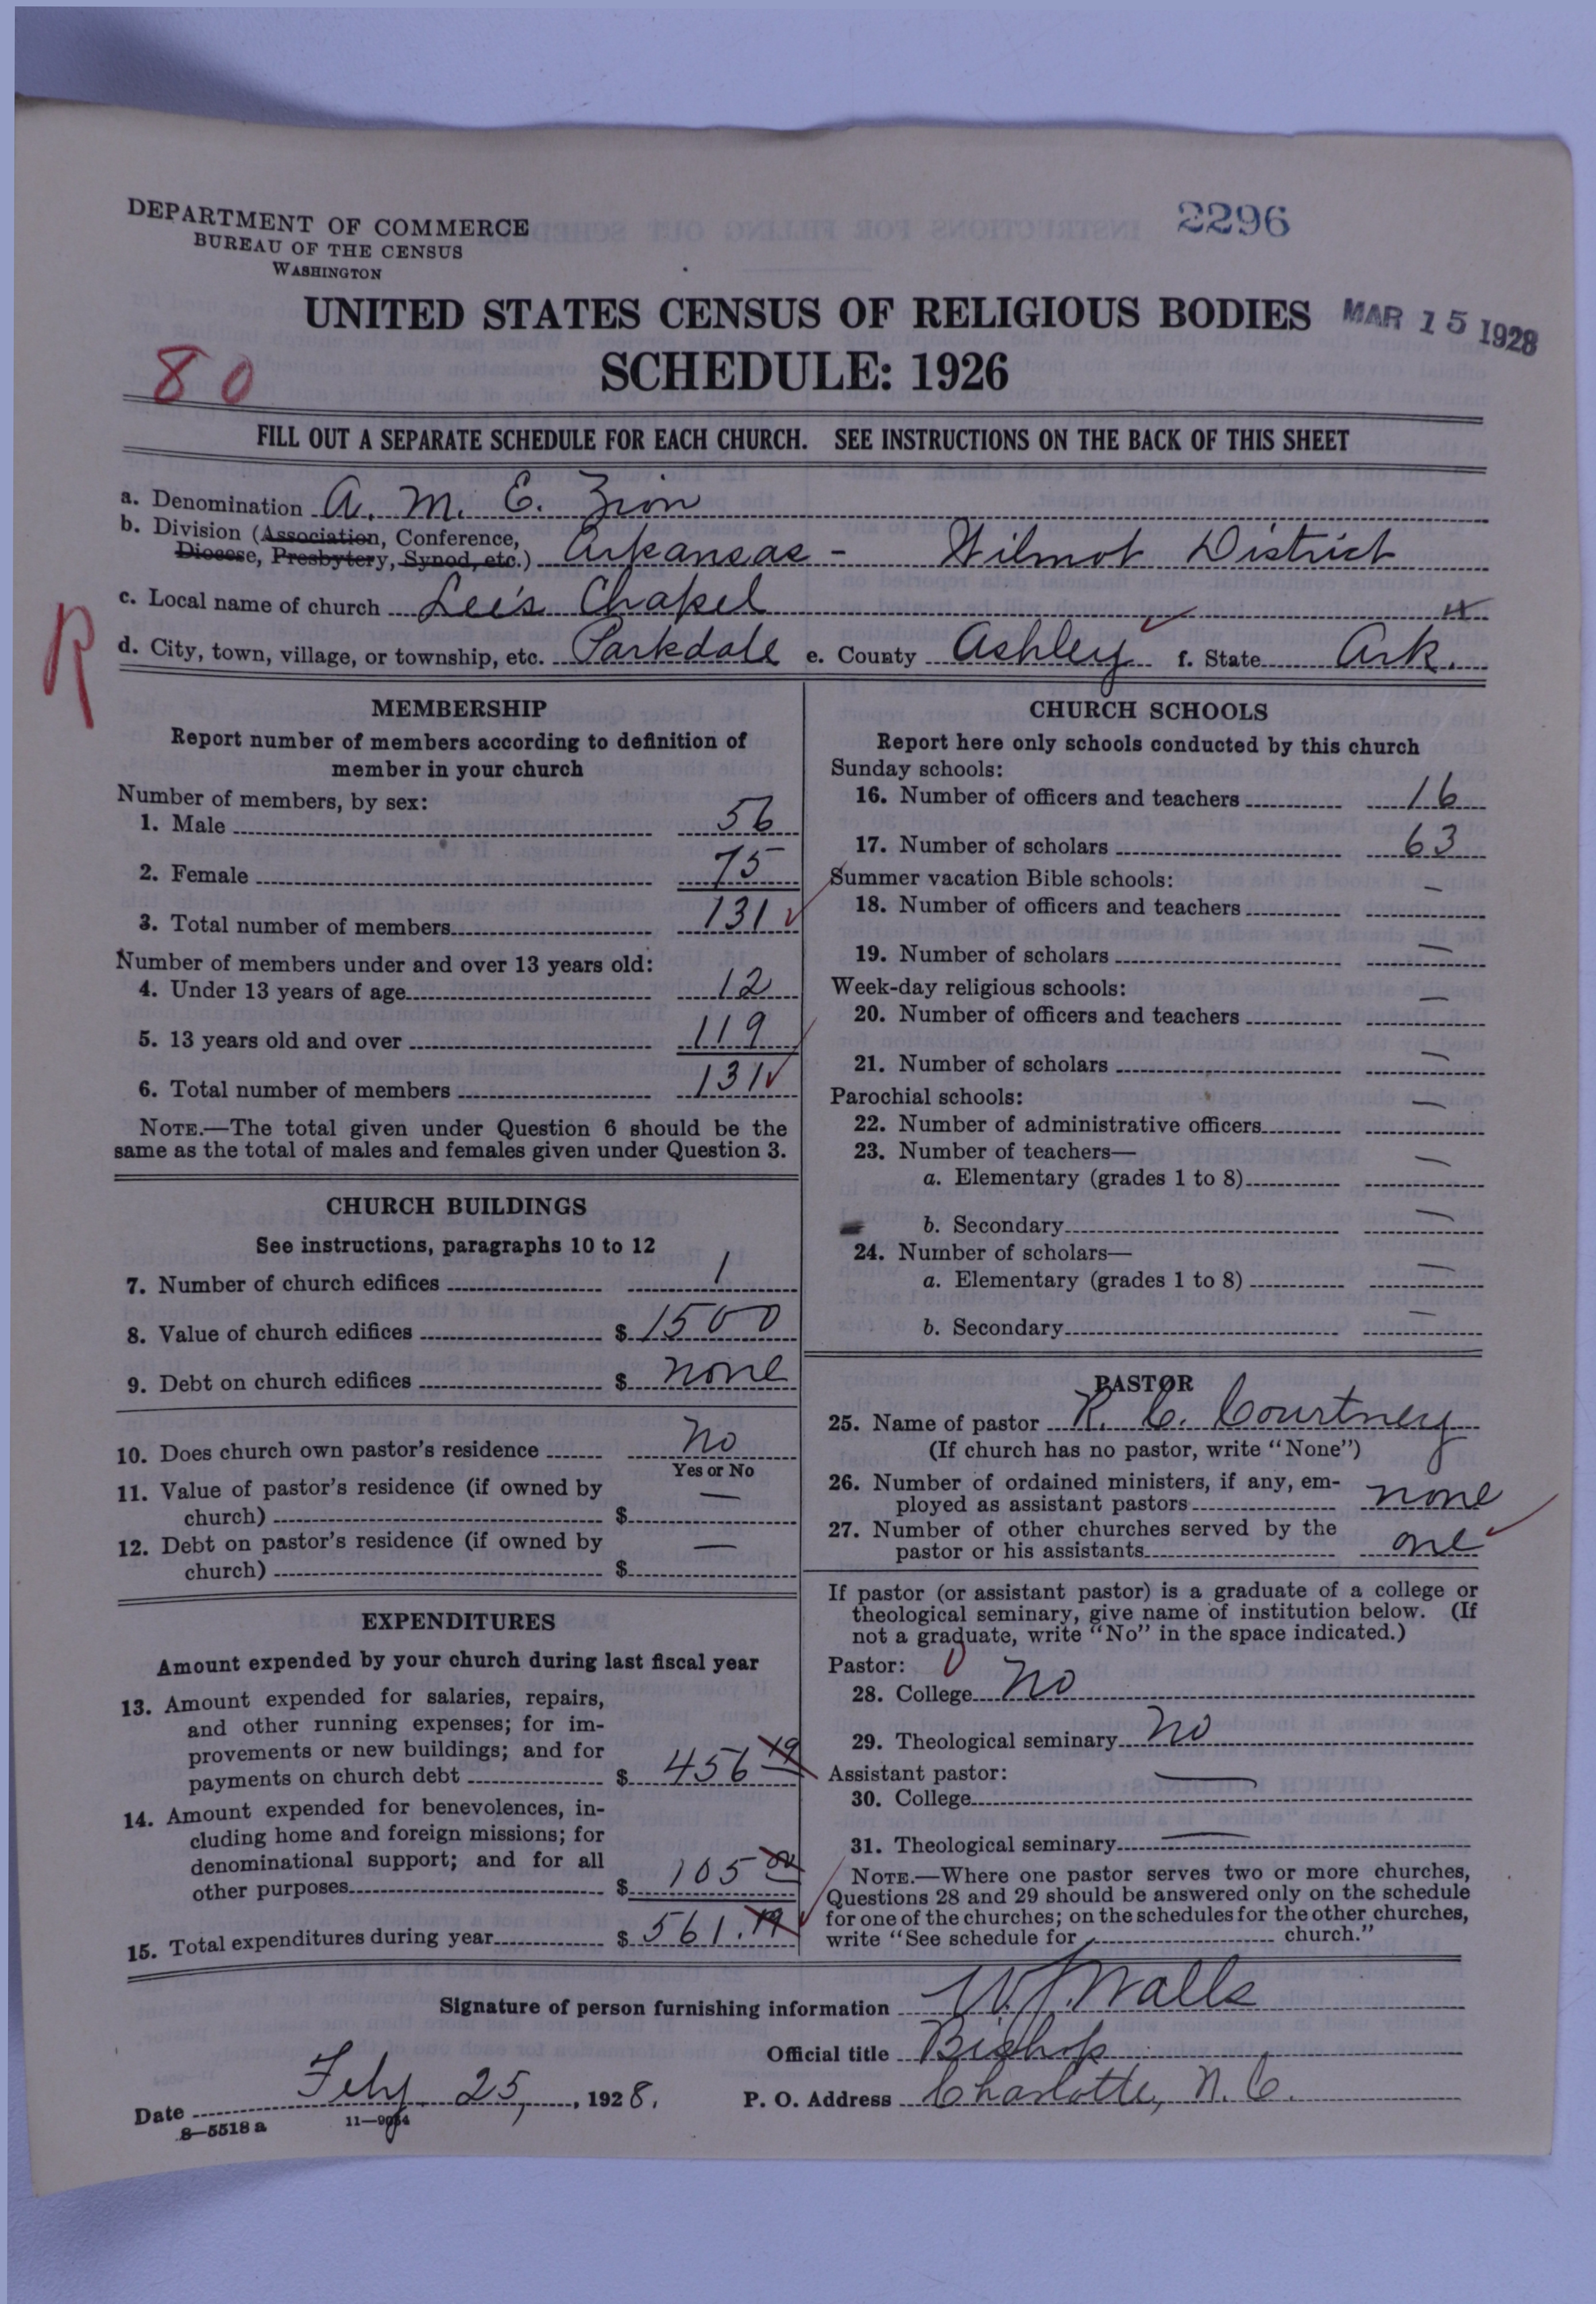 DEPARTMENT OF COMMERCE
BUREAU OF THE CENSUS
WASHINGTON
2296
UNITED STATES CENSUS OF RELIGIOUS BODIES
MAR 15 1928
SCHEDULE: 1926
80
FILL OUT A SEPARATE SCHEDULE FOR EACH CHURCH. SEE INSTRUCTIONS ON THE BACK OF THIS SHEET
a. Denomination A. M. E. Zion
b. Division (Association, Conference,
Diocese, Presbytery, Synod, etc.) Arkansas - Wilmot District
c. Local name of church Lee's Chapel
R
d. City, town, village, or township, etc. Parkdale e. County Ashley f. State Ark.
MEMBERSHIP
Report number of members according to definition of
member in your church
Number of members, by sex:
1. Male 56
2. Female 75
3. Total number of members 131
Number of members under and over 13 years old:
4. Under 13 years of age 12
5. 13 years old and over 119
6. Total number of members 131
NOTE.—The total given under Question 6 should be the
same as the total of males and females given under Question 3.
CHURCH BUILDINGS
See instructions, paragraphs 10 to 12
7. Number of church edifices 1
8. Value of church edifices $ 1500
9. Debt on church edifices $ none
10. Does church own pastor's residence No
Yes or No
11. Value of pastor's residence (if owned by
church) $ —
12. Debt on pastor's residence (if owned by
church) $ —
EXPENDITURES
Amount expended by your church during last fiscal year
13. Amount expended for salaries, repairs,
and other running expenses; for im-
provements or new buildings; and for
payments on church debt $ 456 19
14. Amount expended for benevolences, in-
cluding home and foreign missions; for
denominational support; and for all
other purposes $ 105 00
15. Total expenditures during year $ 561.19
CHURCH SCHOOLS
Report here only schools conducted by this church
Sunday schools:
16. Number of officers and teachers 16
17. Number of scholars 63
Summer vacation Bible schools:
18. Number of officers and teachers —
19. Number of scholars —
Week-day religious schools:
20. Number of officers and teachers —
21. Number of scholars —
Parochial schools:
22. Number of administrative officers —
23. Number of teachers—
a. Elementary (grades 1 to 8) —
b. Secondary —
24. Number of scholars—
a. Elementary (grades 1 to 8) —
b. Secondary —
PASTOR
25. Name of pastor R. C. Courtney
(If church has no pastor, write "None")
26. Number of ordained ministers, if any, em-
ployed as assistant pastors none
27. Number of other churches served by the
pastor or his assistants one
If pastor (or assistant pastor) is a graduate of a college or
theological seminary, give name of institution below. (If
not a graduate, write "No" in the space indicated.)
Pastor: 0
28. College No
29. Theological seminary No
Assistant pastor:
30. College —
31. Theological seminary —
NOTE.—Where one pastor serves two or more churches,
Questions 28 and 29 should be answered only on the schedule
for one of the churches; on the schedules for the other churches,
write "See schedule for church."
Signature of person furnishing information W. J. Walls
Official title Bishop
Date Feby 25, 1928. P. O. Address Charlotte, N. C.
8—5518 a 11—9064